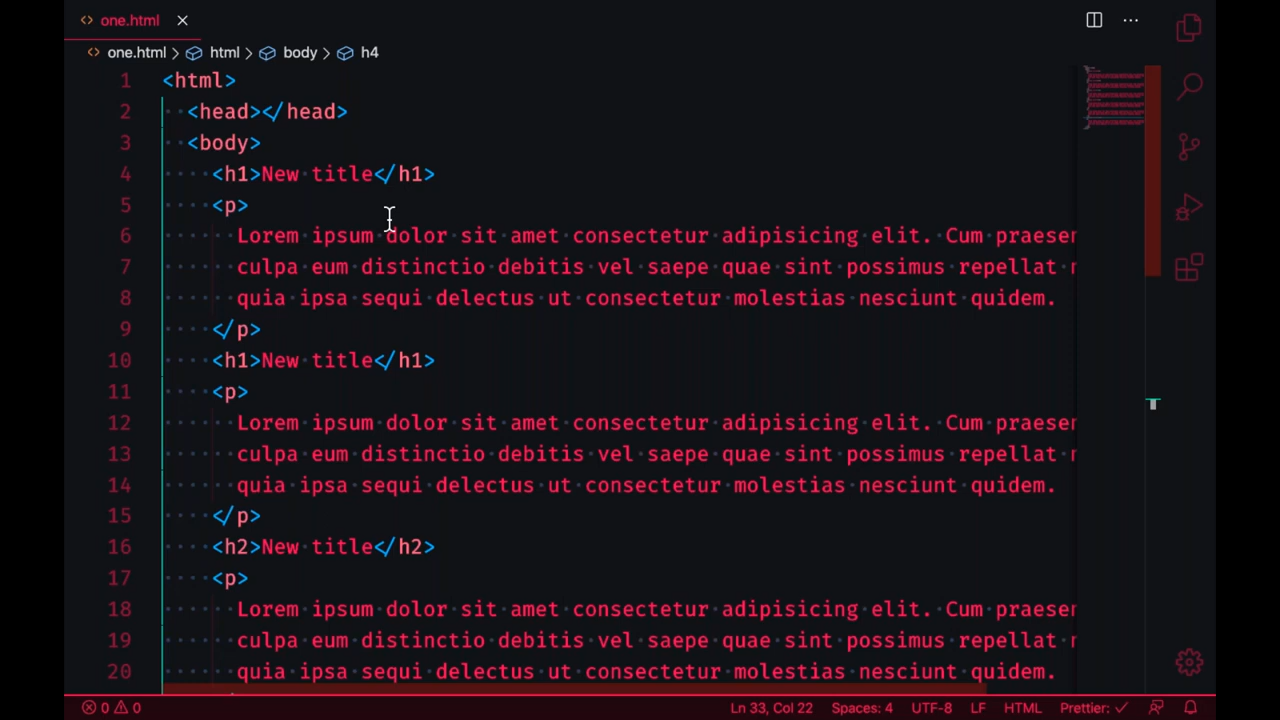 one.html
one.html > html > body > h4
1 <html>
2 <head></head>
3 <body>
4 <h1>New title</h1>
5 <p>
6 Lorem ipsum dolor sit amet consectetur adipisicing elit. Cum
7 culpa eum distinctio debitis vel saepe quae sint possimus repellat
8 quia ipsa sequi delectus ut consectetur molestias nesciunt quidem.
9 </p>
10 <h1>New title</h1>
11 <p>
12 Lorem ipsum dolor sit amet consectetur adipisicing elit. Cum
13 culpa eum distinctio debitis vel saepe quae sint possimus repellat
14 quia ipsa sequi delectus ut consectetur molestias nesciunt quidem.
15 </p>
16 <h2>New title</h2>
17 <p>
18 Lorem ipsum dolor sit amet consectetur adipisicing elit. Cum
19 culpa eum distinctio debitis vel saepe quae sint possimus repellat
20 quia ipsa sequi delectus ut consectetur molestias nesciunt quidem.
0 0 Ln 33, Col 22 Spaces: 4 UTF-8 LF HTML Prettier: ✓